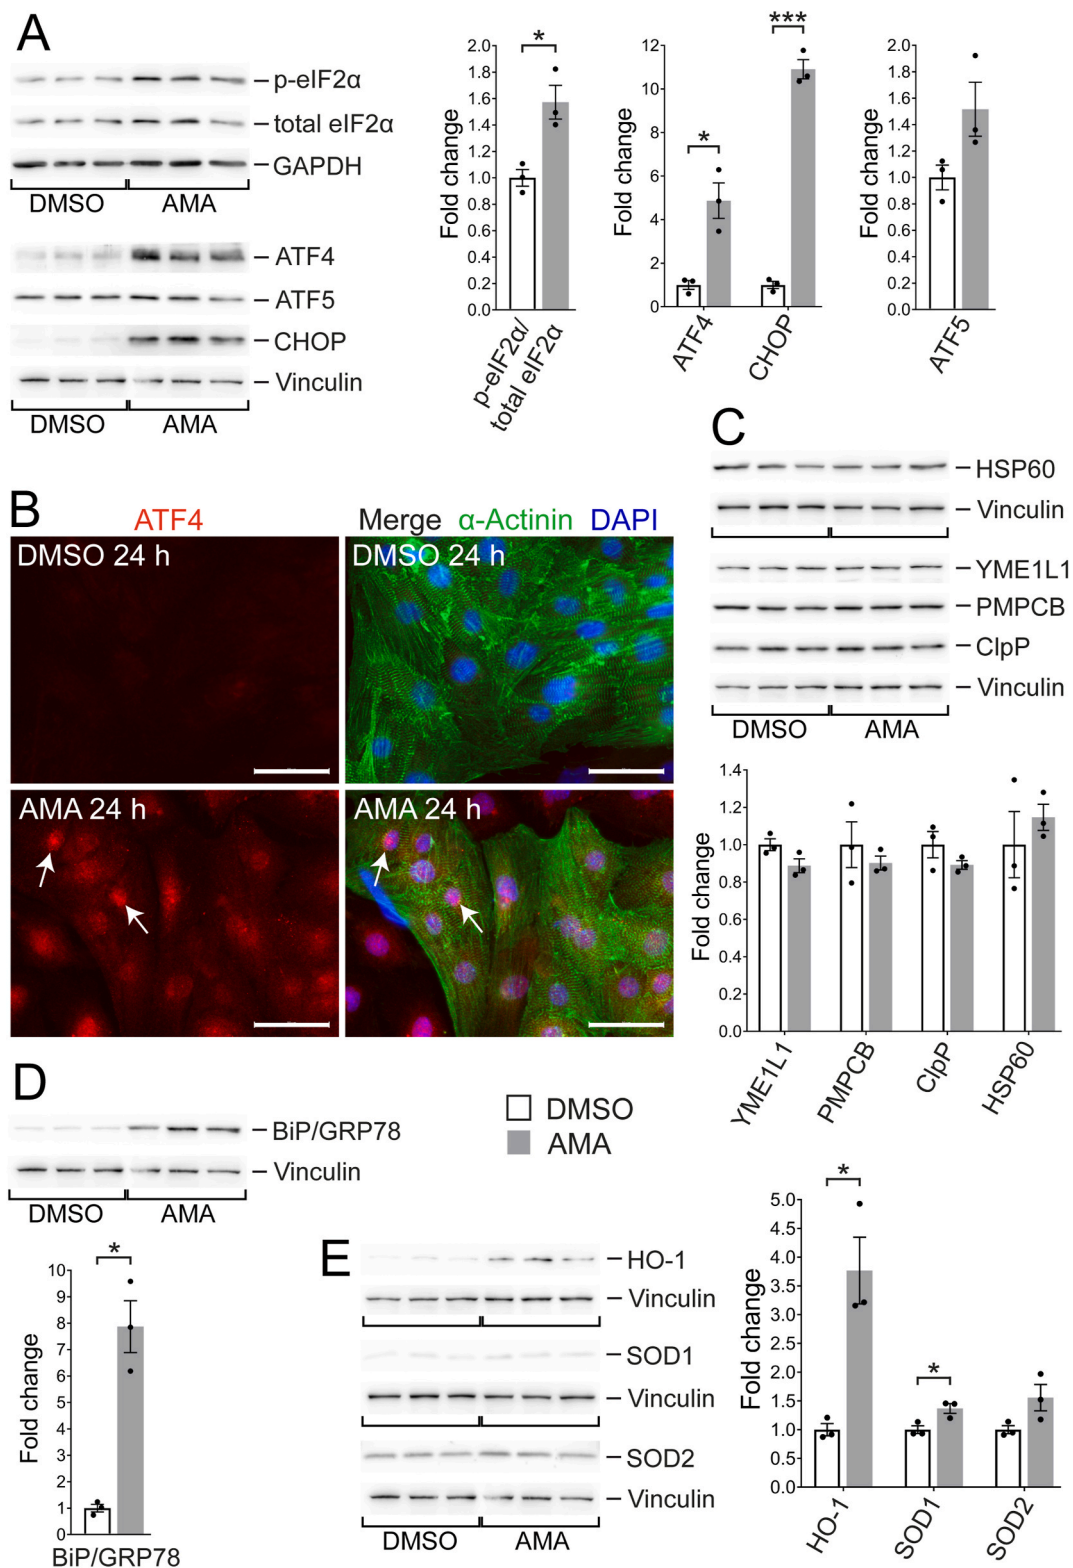 A
p-eIF2α
total eIF2α
GAPDH
DMSO AMA
ATF4
ATF5
CHOP
Vinculin
DMSO AMA
Fold change
2.0
1.8
1.6
1.4
1.2
1.0
0.8
0.6
0.4
0.2
0.0
*
p-eIF2α/
total eIF2α
Fold change
12
10
8
6
4
2
0
*
***
ATF4
CHOP
Fold change
2.0
1.8
1.6
1.4
1.2
1.0
0.8
0.6
0.4
0.2
0.0
ATF5
B
ATF4
Merge α-Actinin DAPI
DMSO 24 h
DMSO 24 h
AMA 24 h
AMA 24 h
C
HSP60
Vinculin
YME1L1
PMPCB
ClpP
Vinculin
DMSO AMA
Fold change
1.4
1.2
1.0
0.8
0.6
0.4
0.2
0.0
YME1L1
PMPCB
ClpP
HSP60
D
BiP/GRP78
Vinculin
DMSO AMA
Fold change
10
9
8
7
6
5
4
3
2
1
0
*
BiP/GRP78
DMSO
AMA
E
HO-1
Vinculin
SOD1
Vinculin
SOD2
Vinculin
DMSO AMA
Fold change
5.0
4.5
4.0
3.5
3.0
2.5
2.0
1.5
1.0
0.5
0.0
*
*
HO-1
SOD1
SOD2